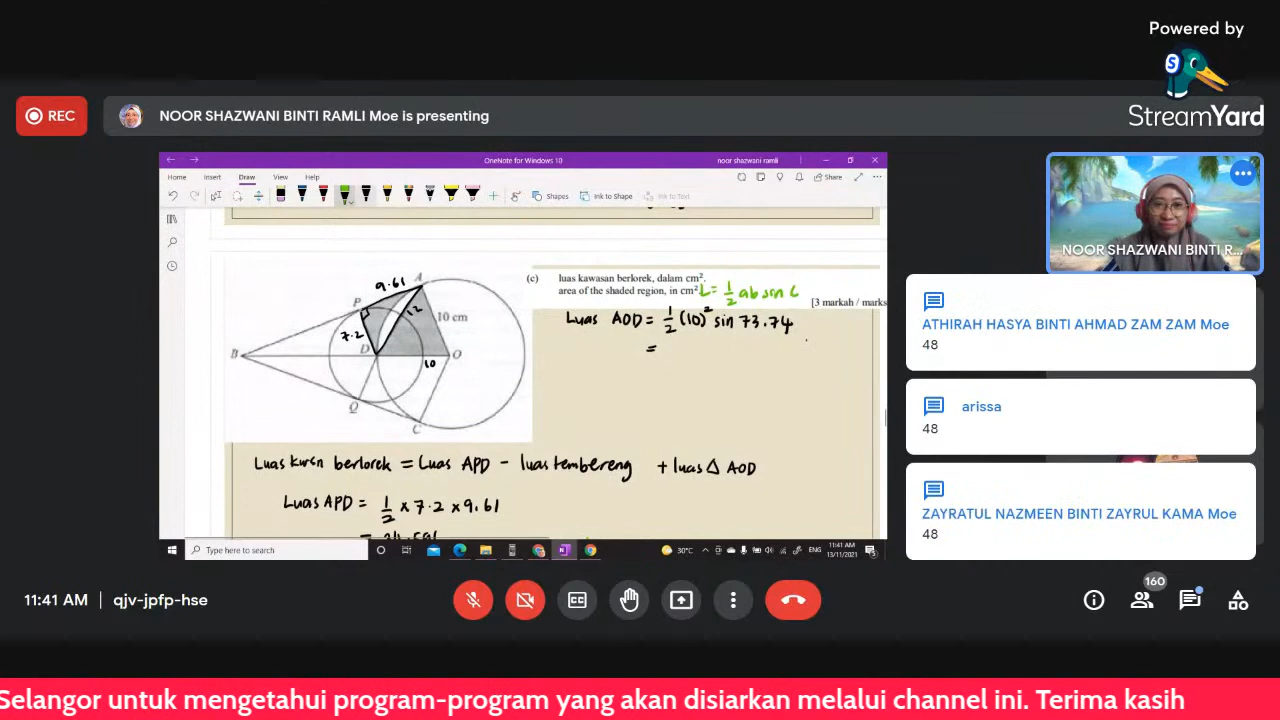 Powered by
StreamYard
REC
NOOR SHAZWANI BINTI RAMLI Moe is presenting
OneNote for Windows 10
noor shazwani ramli
Home Insert Draw View Help
Shapes
Ink to Shape
Ink to Text
Share
(c) luas kawasan berlorek, dalam cm².
area of the shaded region, in cm².
L = 1/2 ab sin C
[3 markah / marks
Luas AOD = 1/2 (10)² sin 73.74
=
A
9.61
P
12
10 cm
7.2
B
D
10
O
Q
C
Luas kwsn berlorek = Luas APD - luas tembereng + luas Δ AOD
Luas APD = 1/2 × 7.2 × 9.61
Type here to search
30°C
ENG
11:41 AM
13/11/2021
NOOR SHAZWANI BINTI R...
ATHIRAH HASYA BINTI AHMAD ZAM ZAM Moe
48
arissa
48
ZAYRATUL NAZMEEN BINTI ZAYRUL KAMA Moe
48
11:41 AM | qjv-jpfp-hse
160
Selangor untuk mengetahui program-program yang akan disiarkan melalui channel ini. Terima kasih